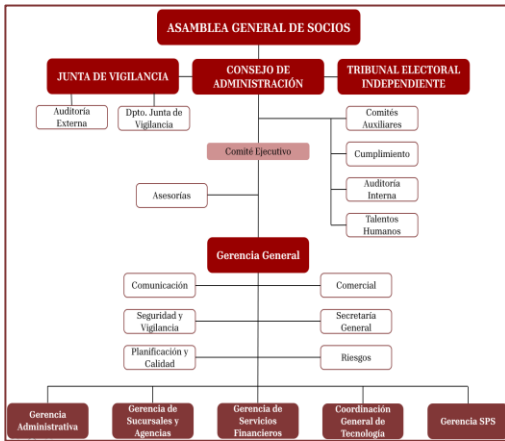 ASAMBLEA GENERAL DE SOCIOS
JUNTA DE VIGILANCIA
CONSEJO DE
ADMINISTRACIÓN
TRIBUNAL ELECTORAL
INDEPENDIENTE
Auditoría
Externa
Dpto. Junta de
Vigilancia
Comités
Auxiliares
Comité Ejecutivo
Cumplimiento
Asesorías
Auditoría
Interna
Talentos
Humanos
Gerencia General
Comunicación
Comercial
Seguridad y
Vigilancia
Secretaría
General
Planificación y
Calidad
Riesgos
Gerencia
Administrativa
Gerencia de
Sucursales y
Agencias
Gerencia de
Servicios
Financieros
Coordinación
General de
Tecnología
Gerencia SPS